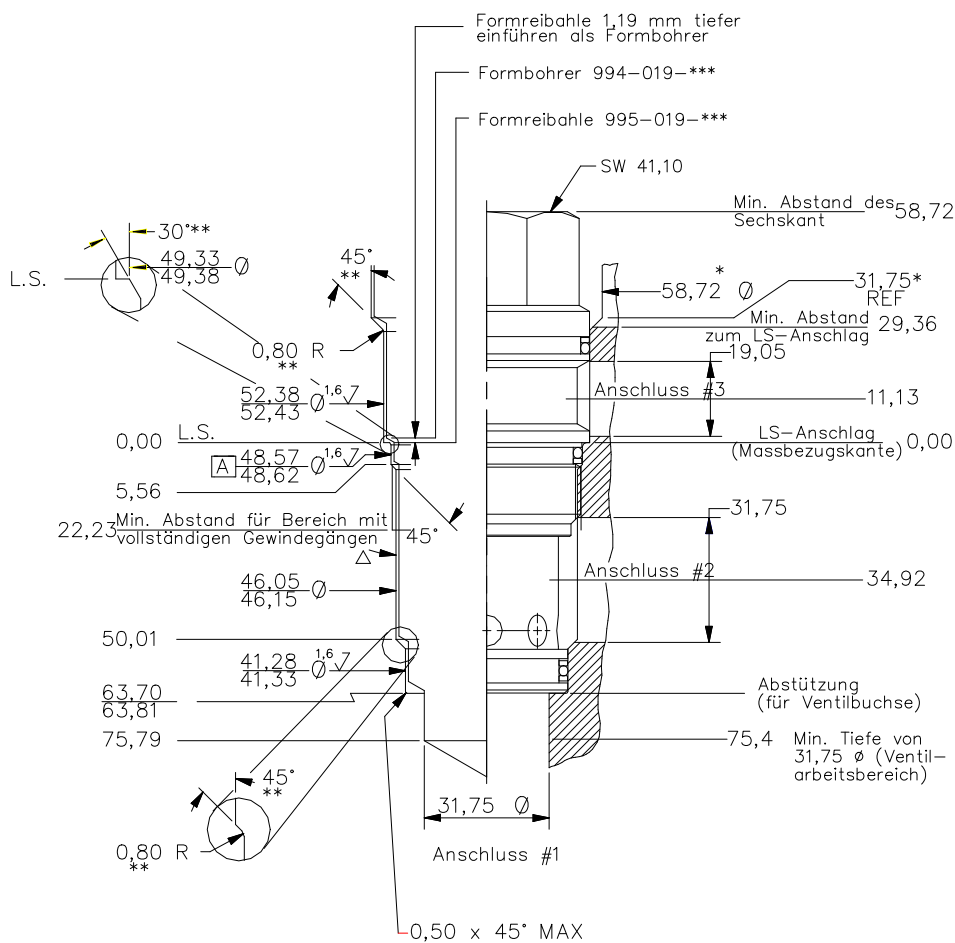 Formreibahle 1,19 mm tiefer
einführen als Formbohrer
Formbohrer 994-019-***
Formreibahle 995-019-***
SW 41,10
Min. Abstand des
Sechskant
58,72
30°**
49,33
49,38
Ø
L.S.
45°
**
*
58,72 Ø
31,75*
REF
Min. Abstand
zum LS-Anschlag
29,36
0,80 R
**
19,05
52,38
52,43
Ø
1,6
Anschluss #3
11,13
0,00
L.S.
LS-Anschlag
(Massbezugskante)
0,00
A
48,57
48,62
Ø
1,6
5,56
22,23
Min. Abstand für Bereich mit
vollständigen Gewindegängen
45°
31,75
△
46,05
46,15
Ø
Anschluss #2
34,92
50,01
41,28
41,33
Ø
1,6
63,70
63,81
Abstützung
(für Ventilbuchse)
75,79
75,4
Min. Tiefe von
31,75 ø (Ventil-
arbeitsbereich)
45°
**
31,75 Ø
0,80 R
**
Anschluss #1
0,50 x 45° MAX